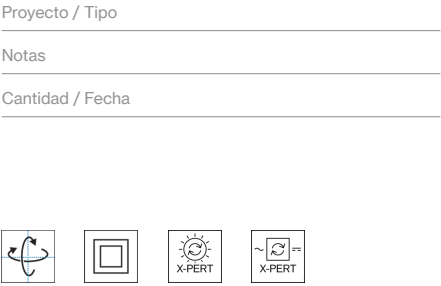 Proyecto / Tipo
Notas
Cantidad / Fecha
X-PERT
X-PERT